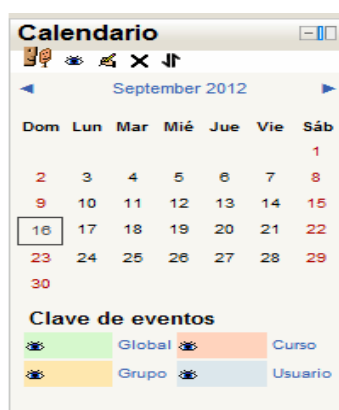 Calendario
September 2012
Dom Lun Mar Mié Jue Vie Sáb
1
2 3 4 5 6 7 8
9 10 11 12 13 14 15
16 17 18 19 20 21 22
23 24 25 26 27 28 29
30
Clave de eventos
Global Curso
Grupo Usuario